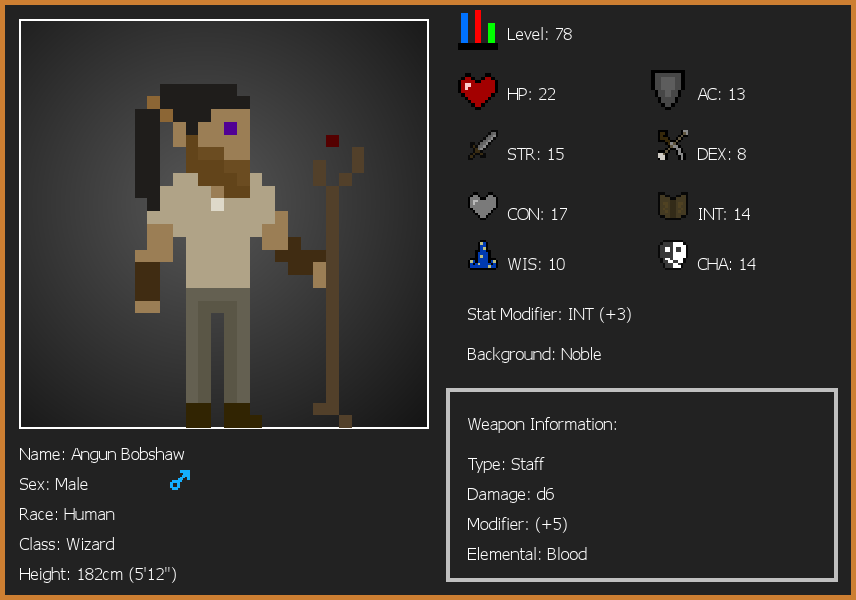 Level: 78
HP: 22
AC: 13
STR: 15
DEX: 8
CON: 17
INT: 14
WIS: 10
CHA: 14
Stat Modifier: INT (+3)
Background: Noble
Weapon Information:
Type: Staff
Damage: d6
Modifier: (+5)
Elemental: Blood
Name: Angun Bobshaw
Sex: Male
Race: Human
Class: Wizard
Height: 182cm (5'12")